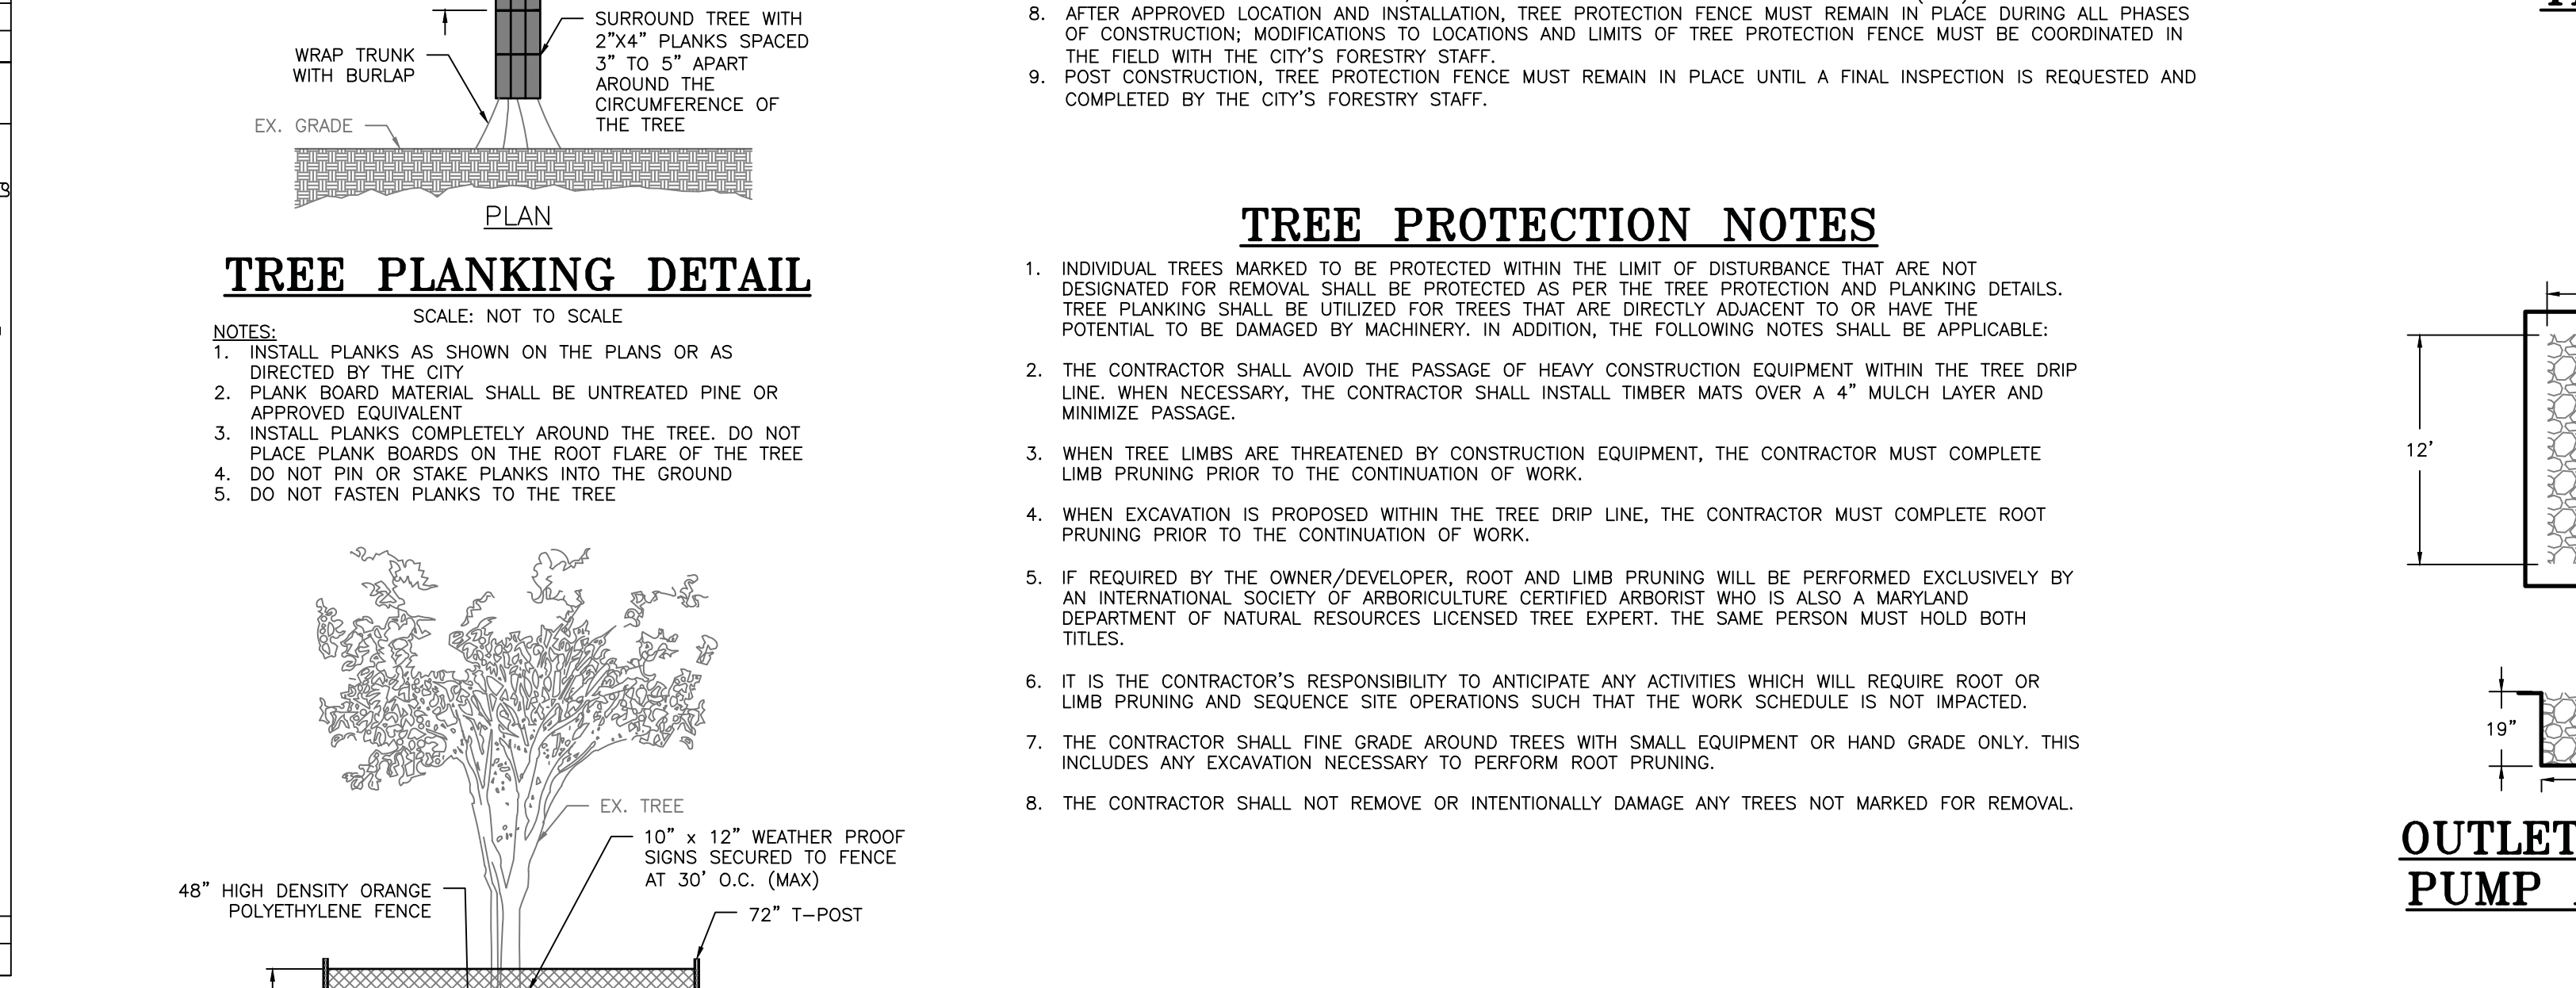 SURROUND TREE WITH
2"X4" PLANKS SPACED
3" TO 5" APART
AROUND THE
CIRCUMFERENCE OF
THE TREE
WRAP TRUNK
WITH BURLAP
EX. GRADE
PLAN
TREE PLANKING DETAIL
SCALE: NOT TO SCALE
NOTES:
1. INSTALL PLANKS AS SHOWN ON THE PLANS OR AS
DIRECTED BY THE CITY
2. PLANK BOARD MATERIAL SHALL BE UNTREATED PINE OR
APPROVED EQUIVALENT
3. INSTALL PLANKS COMPLETELY AROUND THE TREE. DO NOT
PLACE PLANK BOARDS ON THE ROOT FLARE OF THE TREE
4. DO NOT PIN OR STAKE PLANKS INTO THE GROUND
5. DO NOT FASTEN PLANKS TO THE TREE
EX. TREE
10" x 12" WEATHER PROOF
SIGNS SECURED TO FENCE
AT 30' O.C. (MAX)
48" HIGH DENSITY ORANGE
POLYETHYLENE FENCE
72" T-POST
8. AFTER APPROVED LOCATION AND INSTALLATION, TREE PROTECTION FENCE MUST REMAIN IN PLACE DURING ALL PHASES
OF CONSTRUCTION; MODIFICATIONS TO LOCATIONS AND LIMITS OF TREE PROTECTION FENCE MUST BE COORDINATED IN
THE FIELD WITH THE CITY'S FORESTRY STAFF.
9. POST CONSTRUCTION, TREE PROTECTION FENCE MUST REMAIN IN PLACE UNTIL A FINAL INSPECTION IS REQUESTED AND
COMPLETED BY THE CITY'S FORESTRY STAFF.
TREE PROTECTION NOTES
1. INDIVIDUAL TREES MARKED TO BE PROTECTED WITHIN THE LIMIT OF DISTURBANCE THAT ARE NOT
DESIGNATED FOR REMOVAL SHALL BE PROTECTED AS PER THE TREE PROTECTION AND PLANKING DETAILS.
TREE PLANKING SHALL BE UTILIZED FOR TREES THAT ARE DIRECTLY ADJACENT TO OR HAVE THE
POTENTIAL TO BE DAMAGED BY MACHINERY. IN ADDITION, THE FOLLOWING NOTES SHALL BE APPLICABLE:
2. THE CONTRACTOR SHALL AVOID THE PASSAGE OF HEAVY CONSTRUCTION EQUIPMENT WITHIN THE TREE DRIP
LINE. WHEN NECESSARY, THE CONTRACTOR SHALL INSTALL TIMBER MATS OVER A 4" MULCH LAYER AND
MINIMIZE PASSAGE.
3. WHEN TREE LIMBS ARE THREATENED BY CONSTRUCTION EQUIPMENT, THE CONTRACTOR MUST COMPLETE
LIMB PRUNING PRIOR TO THE CONTINUATION OF WORK.
4. WHEN EXCAVATION IS PROPOSED WITHIN THE TREE DRIP LINE, THE CONTRACTOR MUST COMPLETE ROOT
PRUNING PRIOR TO THE CONTINUATION OF WORK.
5. IF REQUIRED BY THE OWNER/DEVELOPER, ROOT AND LIMB PRUNING WILL BE PERFORMED EXCLUSIVELY BY
AN INTERNATIONAL SOCIETY OF ARBORICULTURE CERTIFIED ARBORIST WHO IS ALSO A MARYLAND
DEPARTMENT OF NATURAL RESOURCES LICENSED TREE EXPERT. THE SAME PERSON MUST HOLD BOTH
TITLES.
6. IT IS THE CONTRACTOR'S RESPONSIBILITY TO ANTICIPATE ANY ACTIVITIES WHICH WILL REQUIRE ROOT OR
LIMB PRUNING AND SEQUENCE SITE OPERATIONS SUCH THAT THE WORK SCHEDULE IS NOT IMPACTED.
7. THE CONTRACTOR SHALL FINE GRADE AROUND TREES WITH SMALL EQUIPMENT OR HAND GRADE ONLY. THIS
INCLUDES ANY EXCAVATION NECESSARY TO PERFORM ROOT PRUNING.
8. THE CONTRACTOR SHALL NOT REMOVE OR INTENTIONALLY DAMAGE ANY TREES NOT MARKED FOR REMOVAL.
12'
19"
OUTLET
PUMP